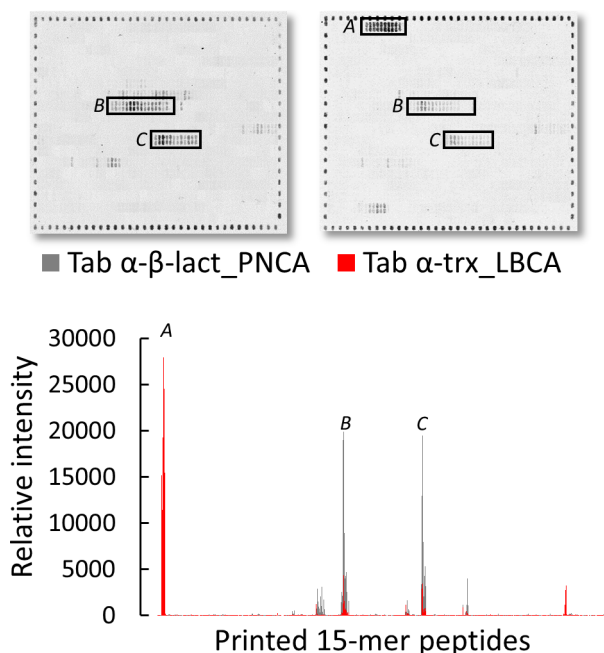 A
B
B
C
C
Tab α-β-lact_PNCA
Tab α-trx_LBCA
Relative intensity
30000
25000
20000
15000
10000
5000
0
A
B
C
Printed 15-mer peptides